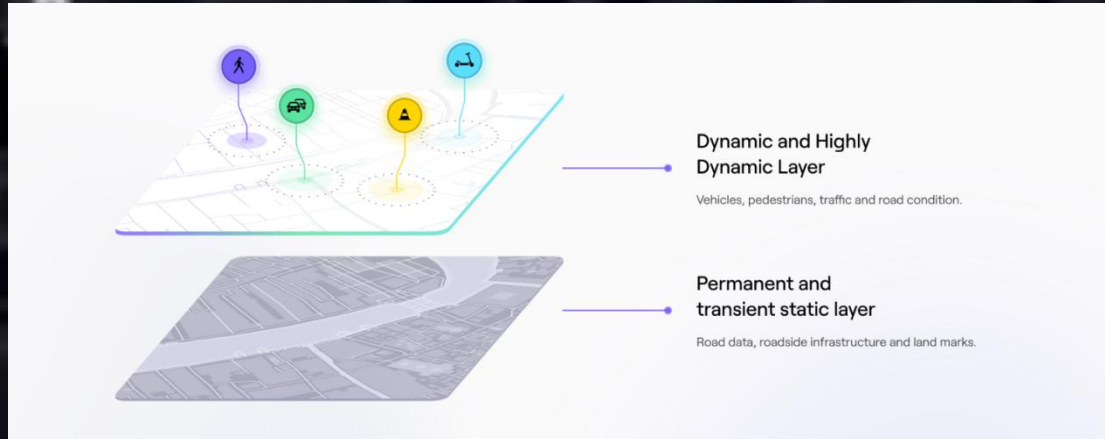 Dynamic and Highly
Dynamic Layer
Vehicles, pedestrians, traffic and road condition.
Permanent and
transient static layer
Road data, roadside infrastructure and land marks.